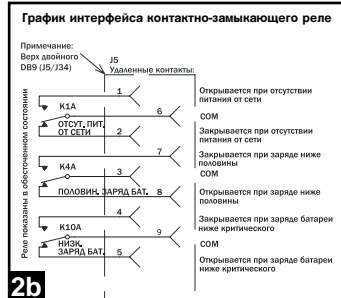 График интерфейса контактно-замыкающего реле
Примечание:
Верх двойного
DB9 (J5/J34)
J5
Удаленные контакты:
Реле показаны в обесточенном состоянии
1
Открывается при отсутствии
питания от сети
K1A
6
COM
ОТСУТ. ПИТ.
ОТ СЕТИ
2
Закрывается при отсутствии
питания от сети
7
Закрывается при заряде ниже
половины
K4A
3
COM
ПОЛОВИН. ЗАРЯД БАТ.
8
Открывается при заряде ниже
половины
4
Закрывается при заряде батареи
ниже критического
K10A
9
COM
НИЗК.
ЗАРЯД БАТ.
5
Открывается при заряде батареи
ниже критического
2b